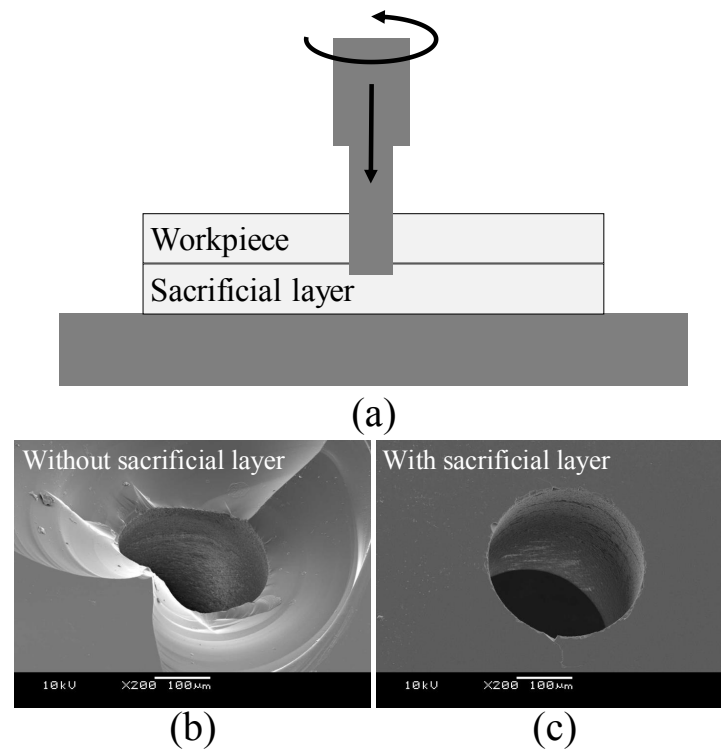 Workpiece
Sacrificial layer
(a)
Without sacrificial layer
With sacrificial layer
10kV X200 100μm
10kV X200 100μm
(b)
(c)